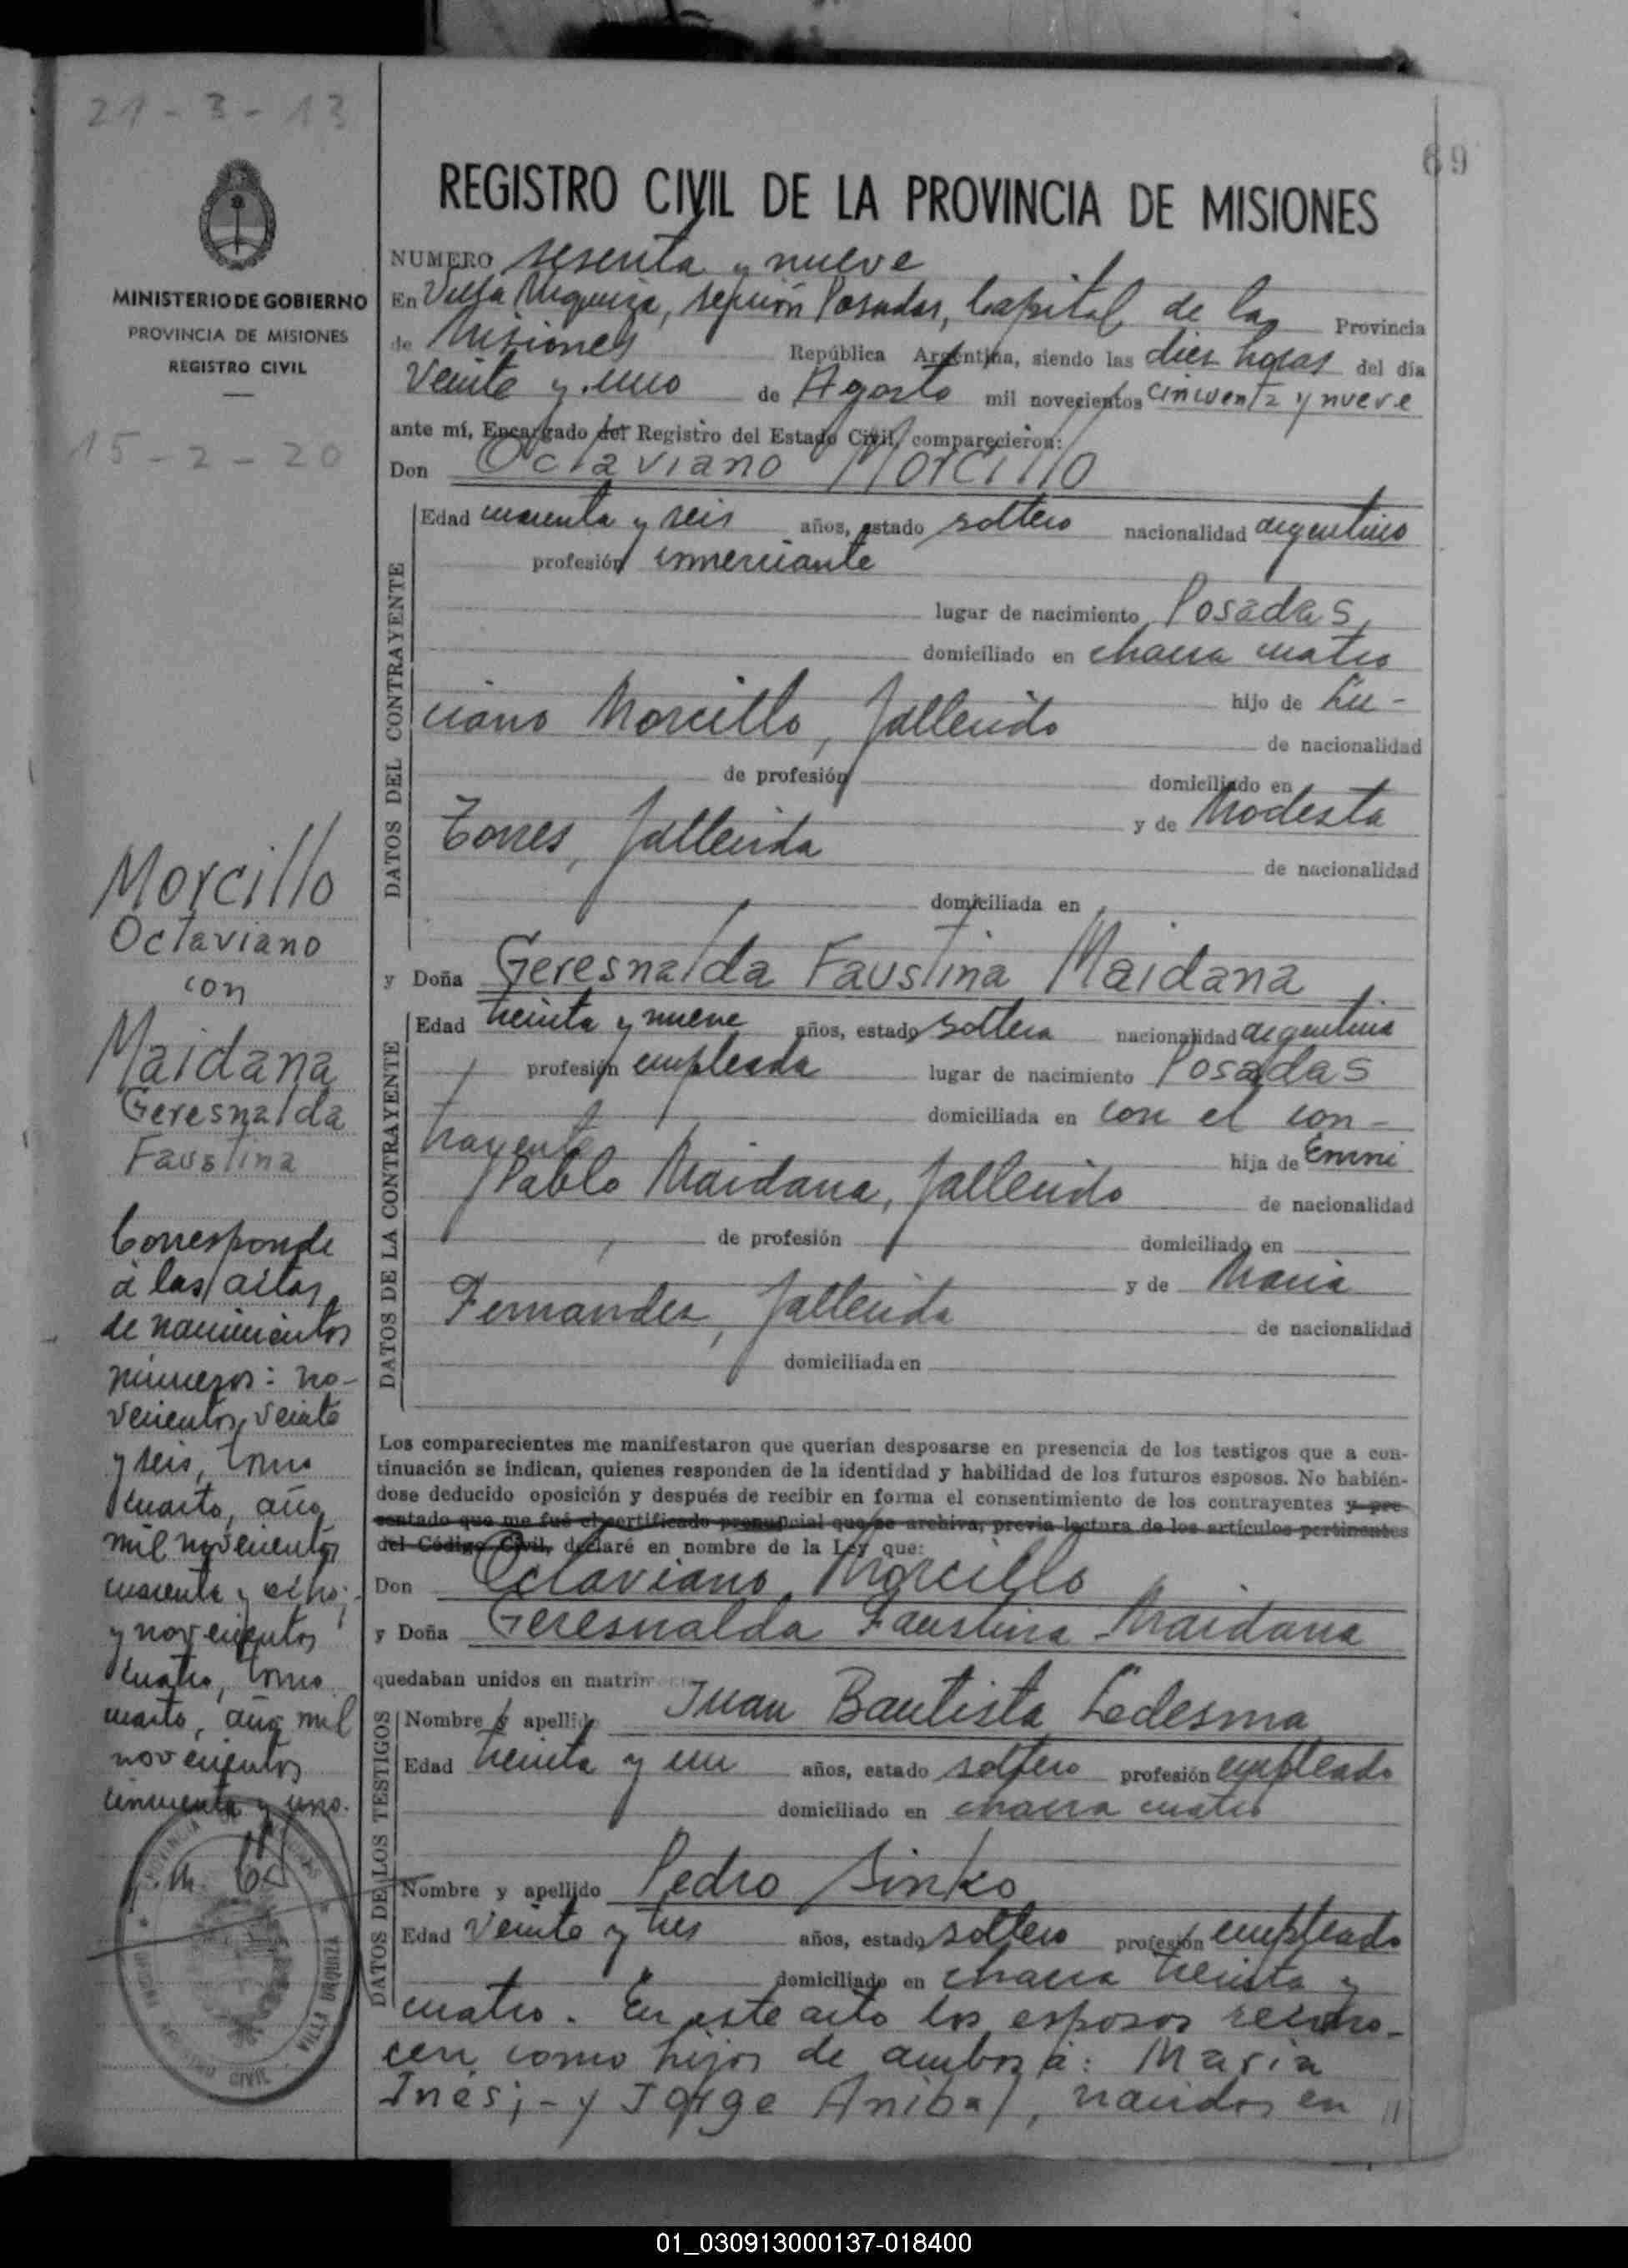 21-3-13
69
REGISTRO CIVIL DE LA PROVINCIA DE MISIONES
MINISTERIO DE GOBIERNO
PROVINCIA DE MISIONES
REGISTRO CIVIL
15-2-20
NUMERO sesenta y nueve
En Villa Urquiza, sección Posadas, Capital de la Provincia
de Misiones República Argentina, siendo las diez horas del día
Veinte y uno de Agosto mil novecientos cincuenta y nueve
ante mí, Encargado del Registro del Estado Civil, comparecieron:
Don Octaviano Morcillo
DATOS DEL CONTRAYENTE
Edad cuarenta y seis años, estado soltero nacionalidad argentino
profesión comerciante
lugar de nacimiento Posadas,
domiciliado en chacra cuatro
hijo de Lu-
ciano Morcillo, fallecido
de nacionalidad
de profesión domiciliado en
y de Modesta
Torres, fallecida
de nacionalidad
domiciliada en
y Doña Geresnalda Faustina Maidana
DATOS DE LA CONTRAYENTE
Edad treinta y nueve años, estado soltera nacionalidad argentina
profesión empleada lugar de nacimiento Posadas
domiciliada en con el con-
trayente
hija de
Pablo Maidana, fallecido de nacionalidad
de profesión domiciliado en
y de Maria
Fernandez, fallecida
de nacionalidad
domiciliada en
Los comparecientes me manifestaron que querían desposarse en presencia de los testigos que a con-
tinuación se indican, quienes responden de la identidad y habilidad de los futuros esposos. No habién-
dose deducido oposición y después de recibir en forma el consentimiento de los contrayentes y pre-
sentado que me fué el certificado prenupcial que se archiva, previa lectura de los artículos pertinentes
del Código Civil, declaré en nombre de la Ley que:
Don Octaviano Morcillo
y Doña Geresnalda Faustina Maidana
quedaban unidos en matrim
DATOS DE LOS TESTIGOS
Nombre y apellido Juan Bautista Ledesma
Edad treinta y un años, estado soltero profesión empleado
domiciliado en chacra cuatro
Nombre y apellido Pedro Sinko
Edad Veinte y tres años, estado soltero profesión empleado
domiciliado en chacra treinta y
cuatro. En este acto los esposos recono-
cen como hijos de ambos á: Maria
Inés;- y Jorge Anibal, nacidos en //
Morcillo
Octaviano
con
Maidana
Geresnalda
Faustina
Corresponde
á las actas
de nacimientos
números: no-
vecientos veinte
y seis, tomo
cuarto, año
mil novecientos
cuarenta y ocho;
y novecientos
cuatro, tomo
cuarto, año mil
novecientos
cincuenta y uno.
PROVINCIA DE MISIONES
REGISTRO CIVIL
VILLA URQUIZA
01_030913000137-018400